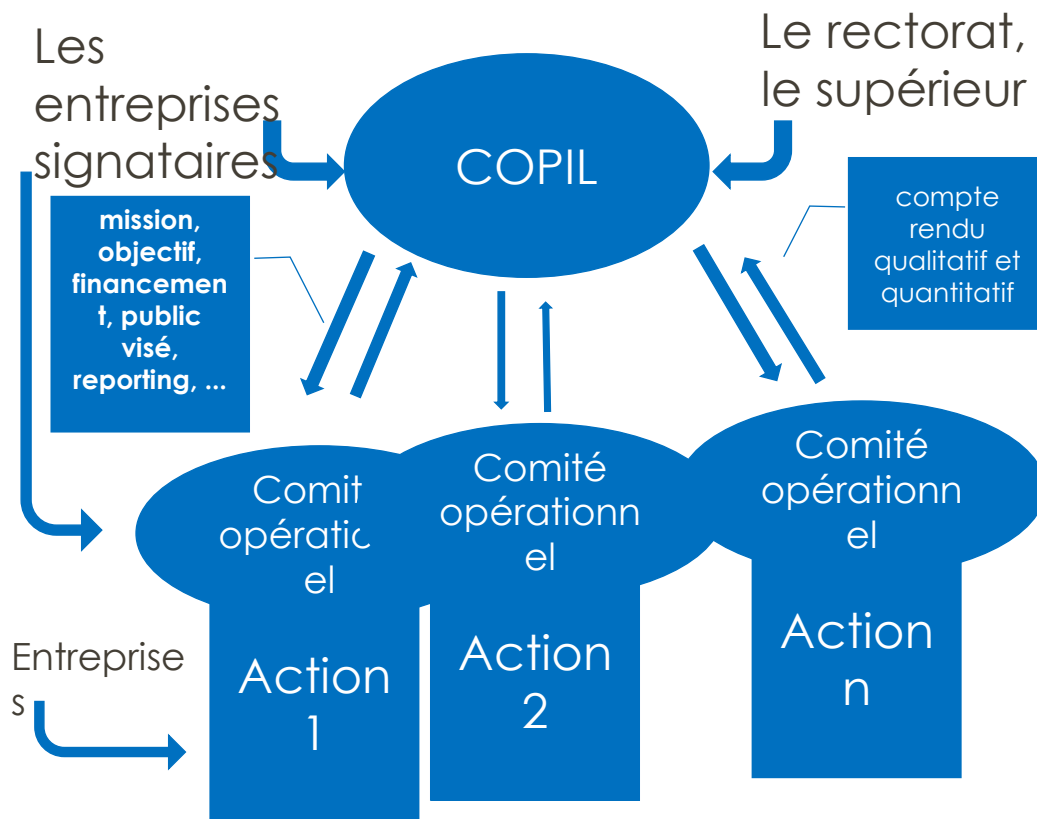 Les
entreprises
signataires
Le rectorat,
le supérieur
COPIL
mission,
objectif,
financemen
t, public
visé,
reporting, ...
compte
rendu
qualitatif et
quantitatif
Comit
opératio
el
Comité
opérationn
el
Comité
opérationn
el
Entreprise
s
Action
1
Action
2
Action
n